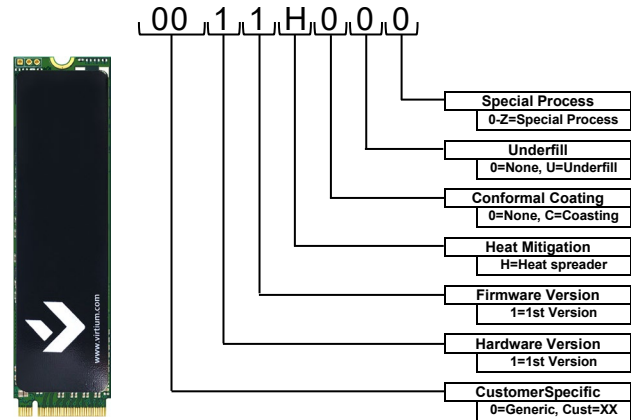 00 1 1 H 0 0 0
Special Process
0-Z=Special Process
Underfill
0=None, U=Underfill
Conformal Coating
0=None, C=Coasting
Heat Mitigation
H=Heat spreader
Firmware Version
1=1st Version
Hardware Version
1=1st Version
CustomerSpecific
0=Generic, Cust=XX
www.virtium.com